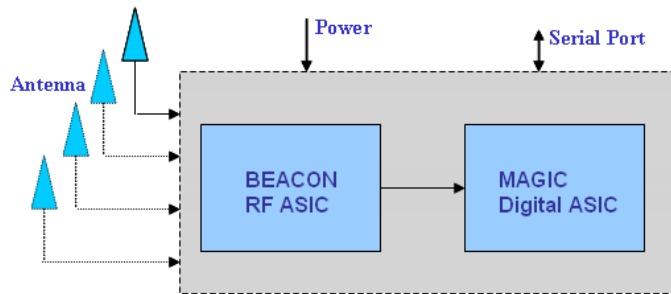 Power
Serial Port
Antenna
BEACON
RF ASIC
MAGIC
Digital ASIC